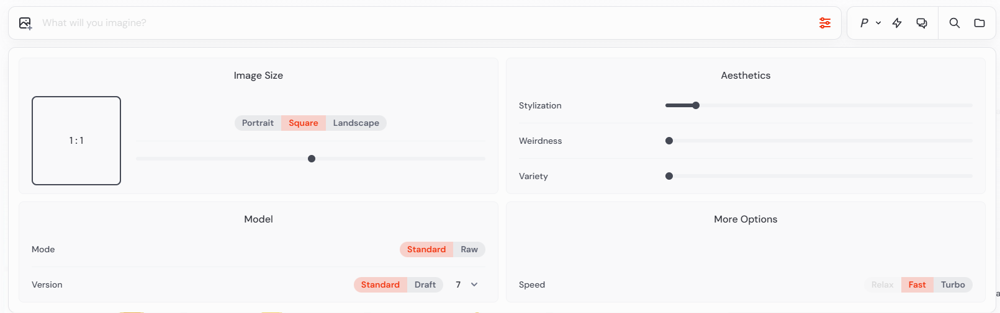 What will you imagine?
P
Image Size
1 : 1
Portrait Square Landscape
Aesthetics
Stylization
Weirdness
Variety
Model
Mode Standard Raw
Version Standard Draft 7
More Options
Speed Relax Fast Turbo
a